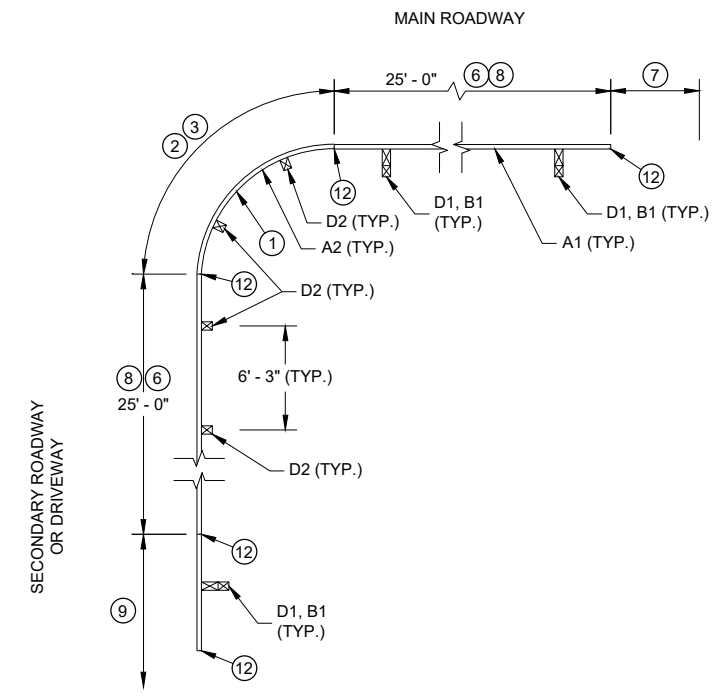 MAIN ROADWAY
25' - 0" 6 8
7
3
2
12
12
D1, B1
(TYP.)
D1, B1 (TYP.)
D2 (TYP.)
1
A2 (TYP.)
A1 (TYP.)
12
D2 (TYP.)
8 6
25' - 0"
6' - 3" (TYP.)
SECONDARY ROADWAY
OR DRIVEWAY
D2 (TYP.)
12
9
D1, B1
(TYP.)
12